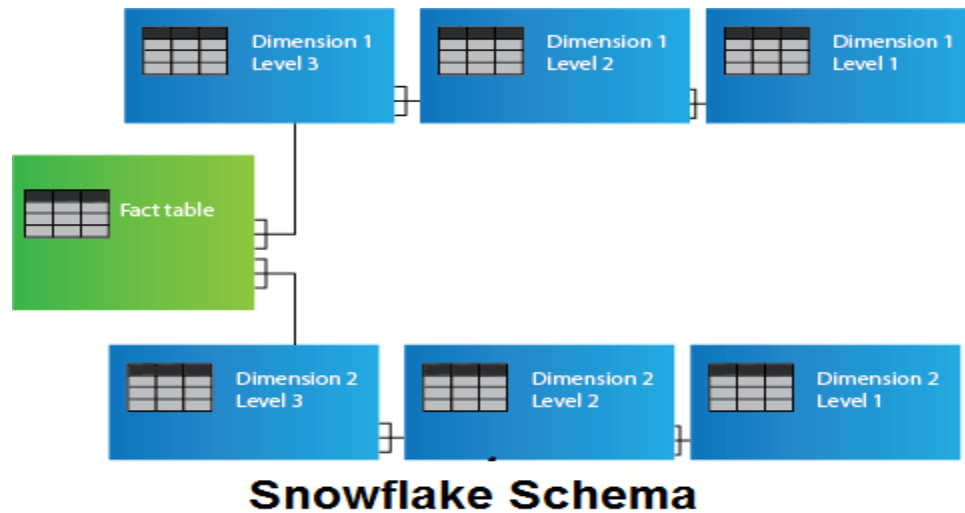 Dimension 1
Level 3
Dimension 1
Level 2
Dimension 1
Level 1
Fact table
Dimension 2
Level 3
Dimension 2
Level 2
Dimension 2
Level 1
Snowflake Schema